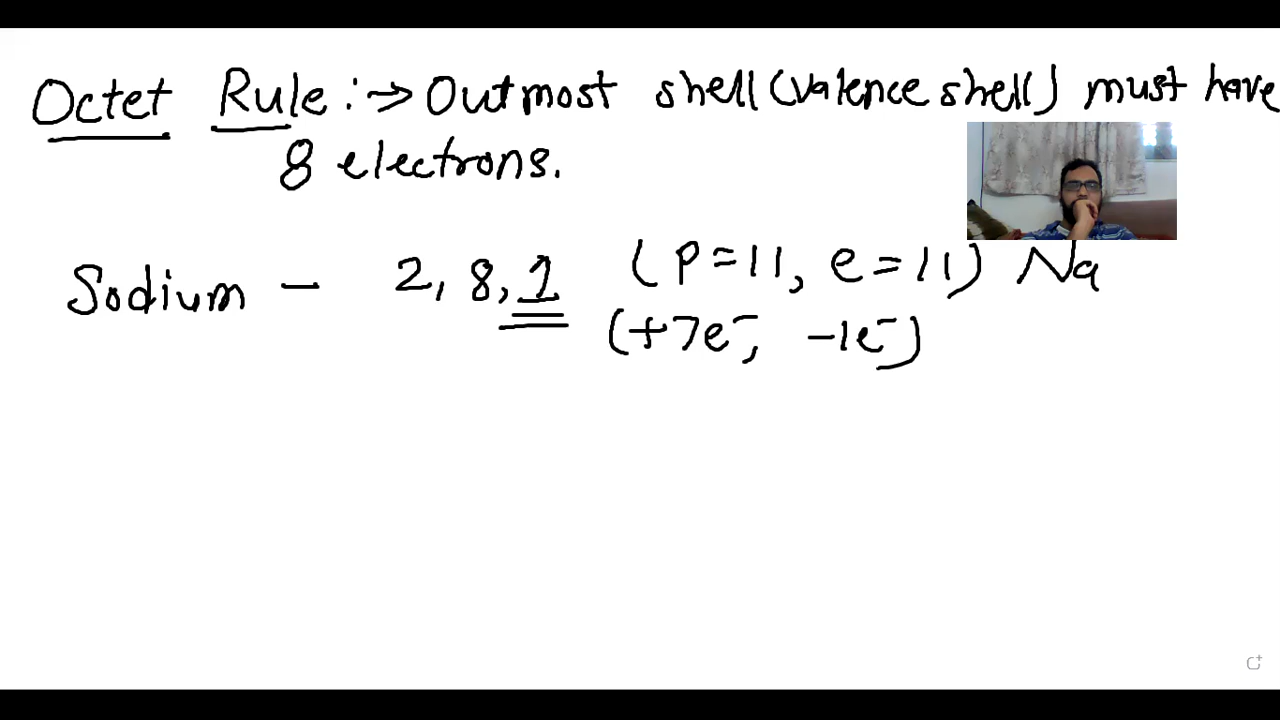 Octet Rule :→ Outmost shell (valence shell) must have
8 electrons.
Sodium - 2, 8, 1 (p=11, e=11) Na
(+7e⁻, -1e⁻)